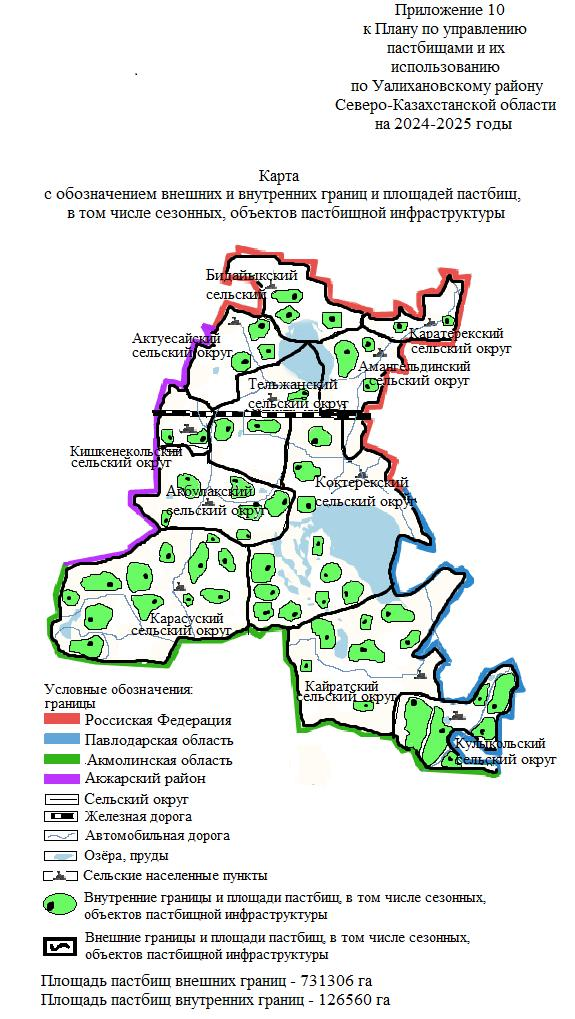 Приложение 10
к Плану по управлению
пастбищами и их
использованию
по Уалихановскому району
Северо-Казахстанской области
на 2024-2025 годы
Карта
с обозначением внешних и внутренних границ и площадей пастбищ,
в том числе сезонных, объектов пастбищной инфраструктуры
Бидайыкский
сельский
Актуесайский
сельский округ
Каратерекский
сельский округ
Амангельдинский
сельский округ
Тельжанский
сельский округ
Кишкенекольский
сельский округ
Акбулакский
сельский округ
Коктерекский
сельский округ
Карасуский
сельский округ
Кайратский
сельский округ
Кулыкольский
сельский округ
Условные обозначения:
границы
Россиская Федерация
Павлодарская область
Акмолинская область
Акжарский район
Сельский округ
Железная дорога
Автомобильная дорога
Озёра, пруды
Сельские населенные пункты
Внутренние границы и площади пастбищ, в том числе сезонных,
объектов пастбищной инфраструктуры
Внешние границы и площади пастбищ, в том числе сезонных,
объектов пастбищной инфраструктуры
Площадь пастбищ внешних границ - 731306 га
Площадь пастбищ внутренних границ - 126560 га